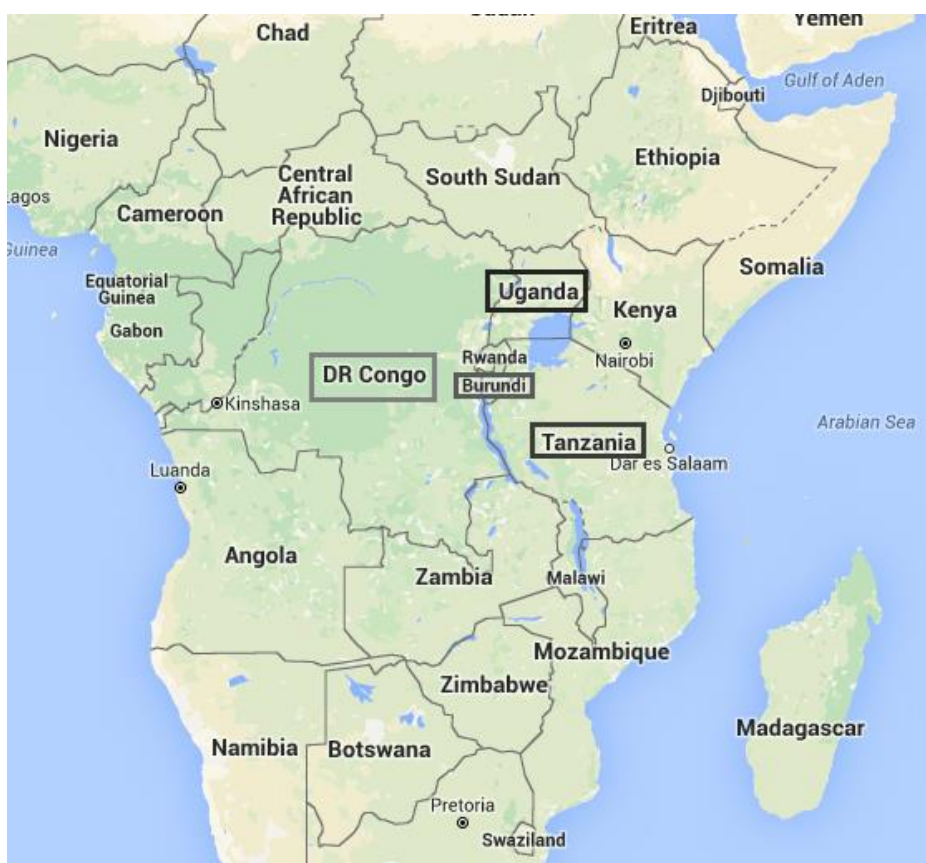 Sudan
Yemen
Eritrea
Chad
Gulf of Aden
Djibouti
Nigeria
Ethiopia
Central
African
Republic
South Sudan
agos
Cameroon
Guinea
Somalia
Equatorial
Guinea
Uganda
Kenya
Gabon
Rwanda
Nairobi
DR Congo
Burundi
Kinshasa
Arabian Sea
Tanzania
Dar es Salaam
Luanda
Angola
Zambia
Malawi
Mozambique
Zimbabwe
Madagascar
Namibia
Botswana
Pretoria
Swaziland